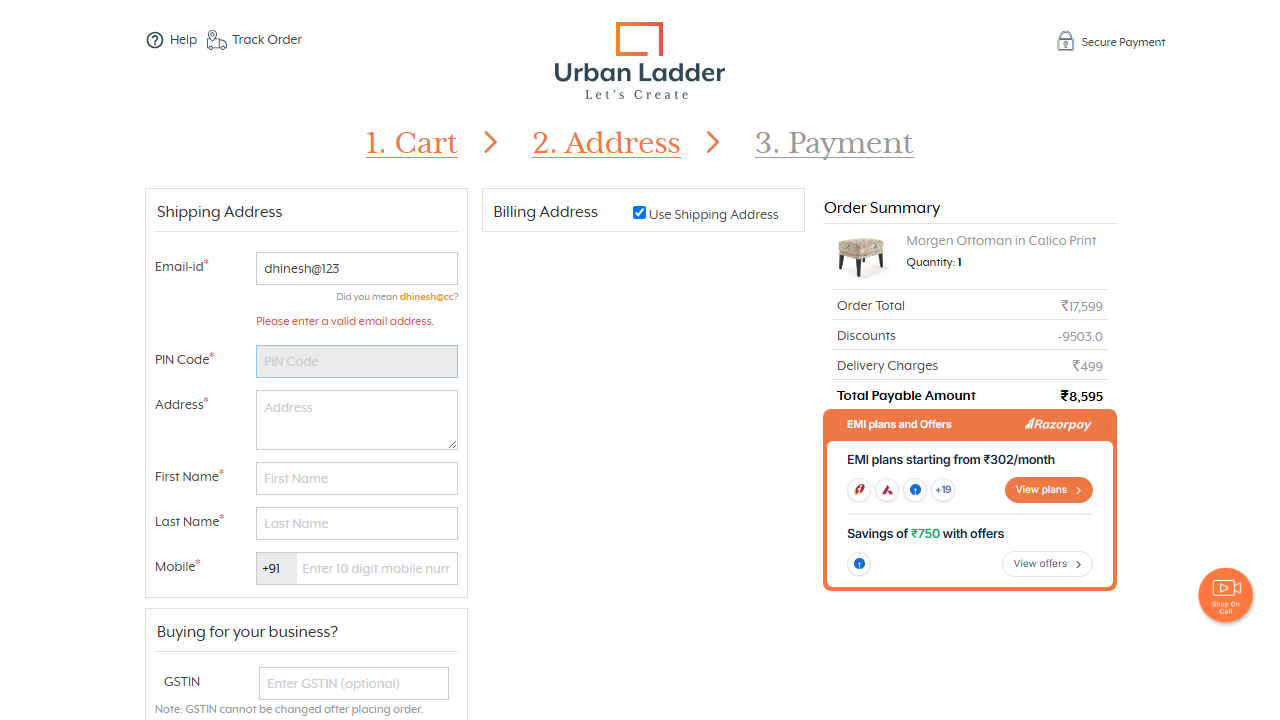 Help
Track Order
Urban Ladder
Let's Create
Secure Payment
1. Cart
2. Address
3. Payment
Shipping Address
Email-id*
dhinesh@123
Did you mean dhinesh@cc?
Please enter a valid email address.
PIN Code*
PIN Code
Address*
Address
First Name*
First Name
Last Name*
Last Name
Mobile*
+91
Enter 10 digit mobile num
Buying for your business?
GSTIN
Enter GSTIN (optional)
Note: GSTIN cannot be changed after placing order.
Billing Address
Use Shipping Address
Order Summary
Morgen Ottoman in Calico Print
Quantity: 1
Order Total ₹17,599
Discounts -9503.0
Delivery Charges ₹499
Total Payable Amount ₹8,595
EMI plans and Offers
Razorpay
EMI plans starting from ₹302/month
+19
View plans
Savings of ₹750 with offers
View offers
Shop On
Call